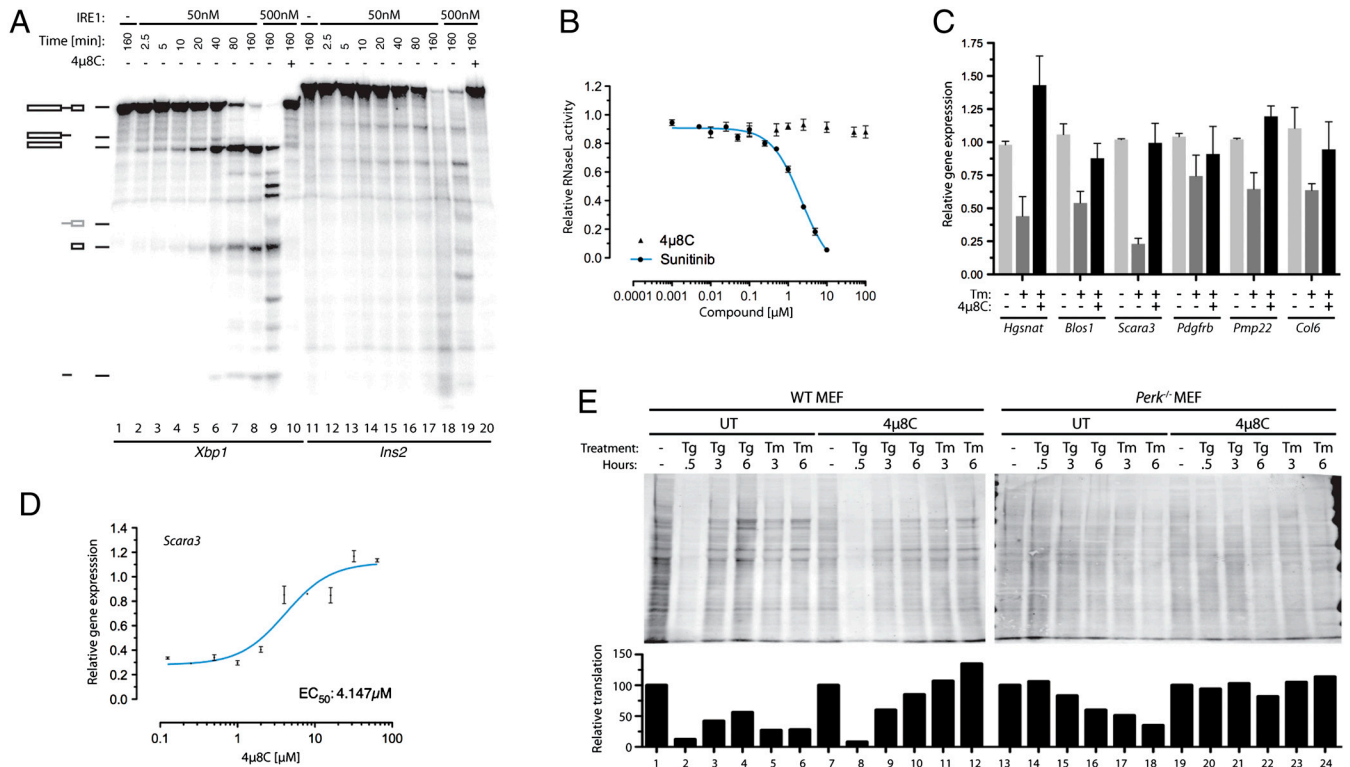 A
IRE1: - 50nM 500nM - 50nM 500nM
Time [min]: 160 2.5 5 10 20 40 80 160 160 160 160 2.5 5 10 20 40 80 160 160 160
4µ8C: - - - - - - - - - + - - - - - - - - - +
1 2 3 4 5 6 7 8 9 10 11 12 13 14 15 16 17 18 19 20
Xbp1 Ins2
B
Relative RNaseL activity
1.2
1.0
0.8
0.6
0.4
0.2
0.0
4µ8C
Sunitinib
0.0001 0.001 0.01 0.1 1 10 100
Compound [µM]
C
Relative gene expresssion
1.75
1.50
1.25
1.00
0.75
0.50
0.25
0.00
Tm: - + + - + + - + + - + + - + + - + +
4µ8C: - - + - - + - - + - - + - - + - - +
Hgsnat Blos1 Scara3 Pdgfrb Pmp22 Col6
D
Relative gene expresssion
Scara3
1.4
1.2
1.0
0.8
0.6
0.4
0.2
0.0
EC50: 4.147µM
0.1 1 10 100
4µ8C [µM]
E
WT MEF Perk-/- MEF
UT 4µ8C UT 4µ8C
Treatment: - Tg Tg Tg Tm Tm - Tg Tg Tg Tm Tm - Tg Tg Tg Tm Tm - Tg Tg Tg Tm Tm
Hours: - .5 3 6 3 6 - .5 3 6 3 6 - .5 3 6 3 6 - .5 3 6 3 6
Relative translation
150
100
50
0
1 2 3 4 5 6 7 8 9 10 11 12 13 14 15 16 17 18 19 20 21 22 23 24